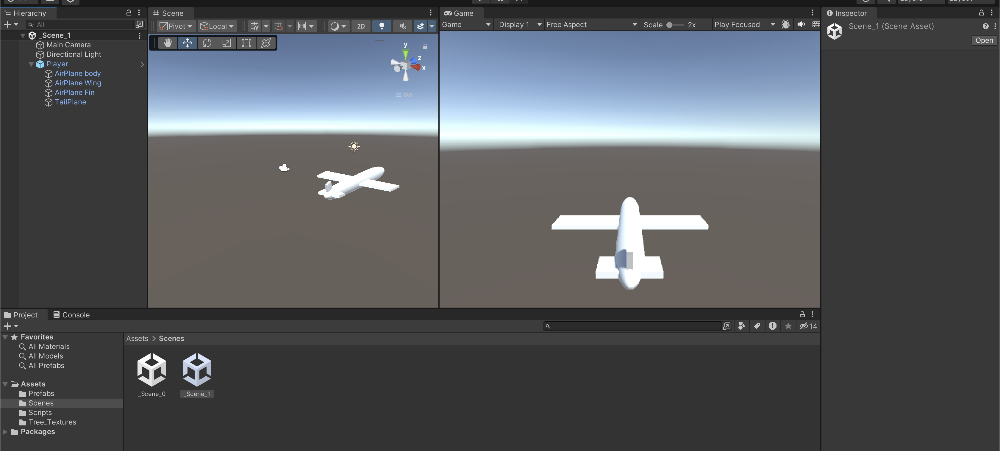 Hierarchy
All
_Scene_1
Main Camera
Directional Light
Player
AirPlane body
AirPlane Wing
AirPlane Fin
TailPlane
Scene
Pivot Local 2D
y
z
x
Iso
Game
Game Display 1 Free Aspect Scale 2x Play Focused
Inspector
Scene_1 (Scene Asset)
Open
Project Console
14
Favorites
All Materials
All Models
All Prefabs
Assets
Prefabs
Scenes
Scripts
Tree_Textures
Packages
Assets > Scenes
_Scene_0 _Scene_1